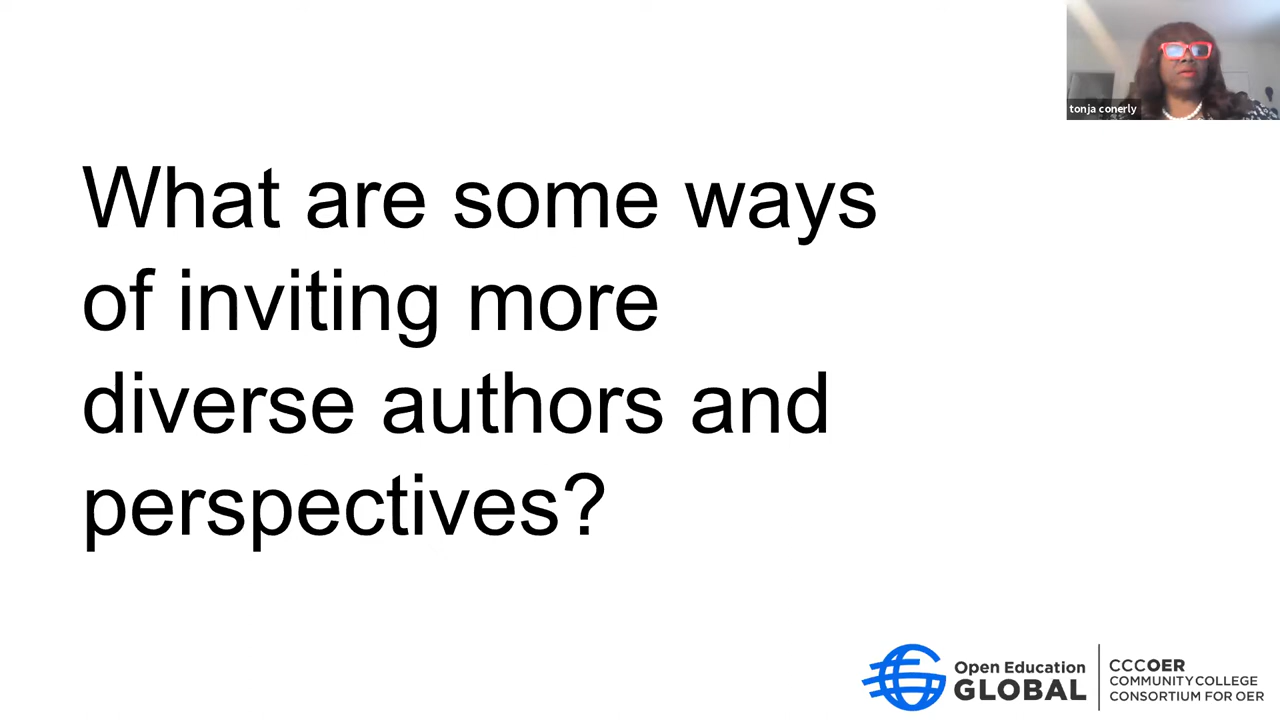 tonja conerly
What are some ways
of inviting more
diverse authors and
perspectives?
Open Education
GLOBAL
CCCOER
COMMUNITY COLLEGE
CONSORTIUM FOR OER